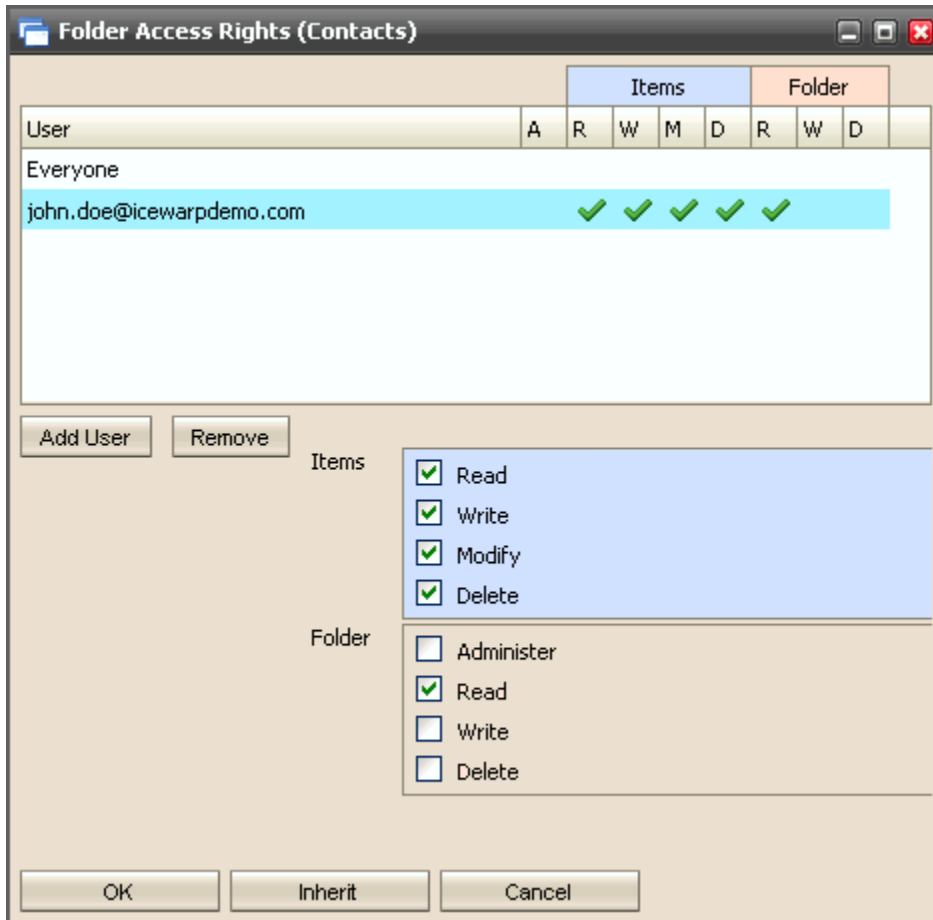 Folder Access Rights (Contacts)
Items Folder
User A R W M D R W D
Everyone
john.doe@icewarpdemo.com
Add User Remove
Items
Read
Write
Modify
Delete
Folder
Administer
Read
Write
Delete
OK Inherit Cancel